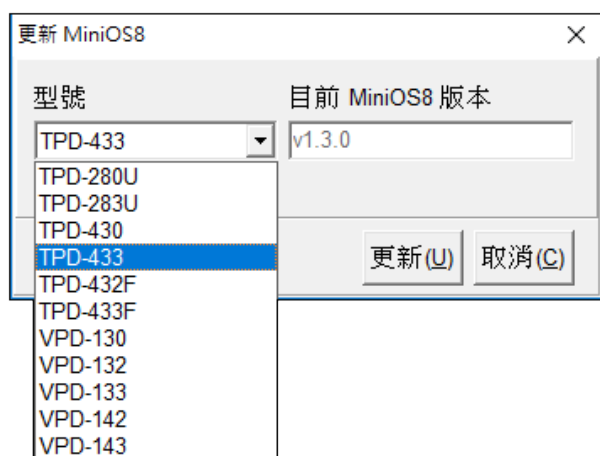 更新 MiniOS8
型號
目前 MiniOS8 版本
TPD-433
v1.3.0
TPD-280U
TPD-283U
TPD-430
TPD-433
TPD-432F
TPD-433F
VPD-130
VPD-132
VPD-133
VPD-142
VPD-143
更新(U)
取消(C)